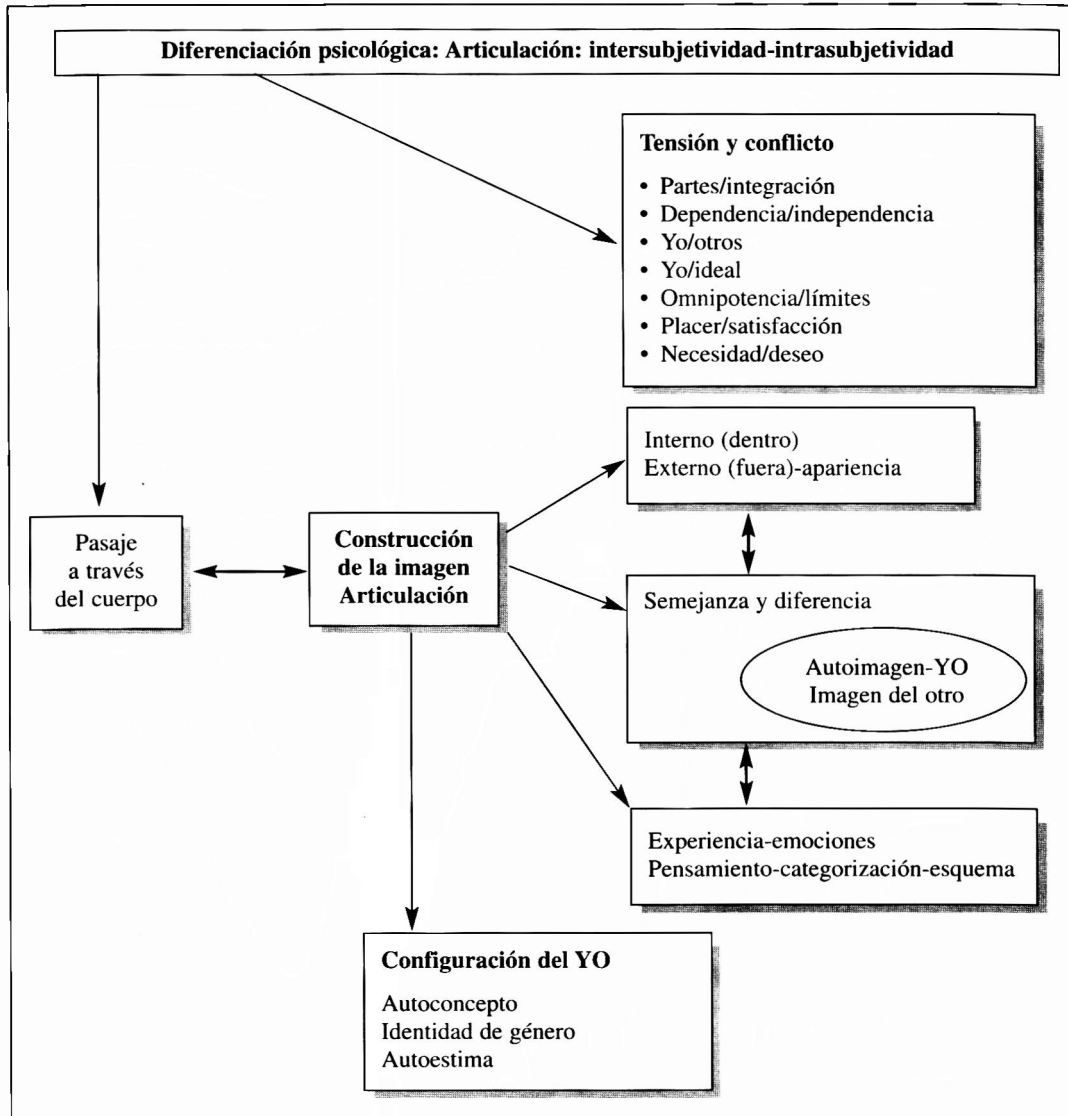 Diferenciación psicológica: Articulación: intersubjetividad-intrasubjetividad
Tensión y conflicto
• Partes/integración
• Dependencia/independencia
• Yo/otros
• Yo/ideal
• Omnipotencia/límites
• Placer/satisfacción
• Necesidad/deseo
Interno (dentro)
Externo (fuera)-apariencia
Pasaje
a través
del cuerpo
Construcción
de la imagen
Articulación
Semejanza y diferencia
Autoimagen-YO
Imagen del otro
Experiencia-emociones
Pensamiento-categorización-esquema
Configuración del YO
Autoconcepto
Identidad de género
Autoestima